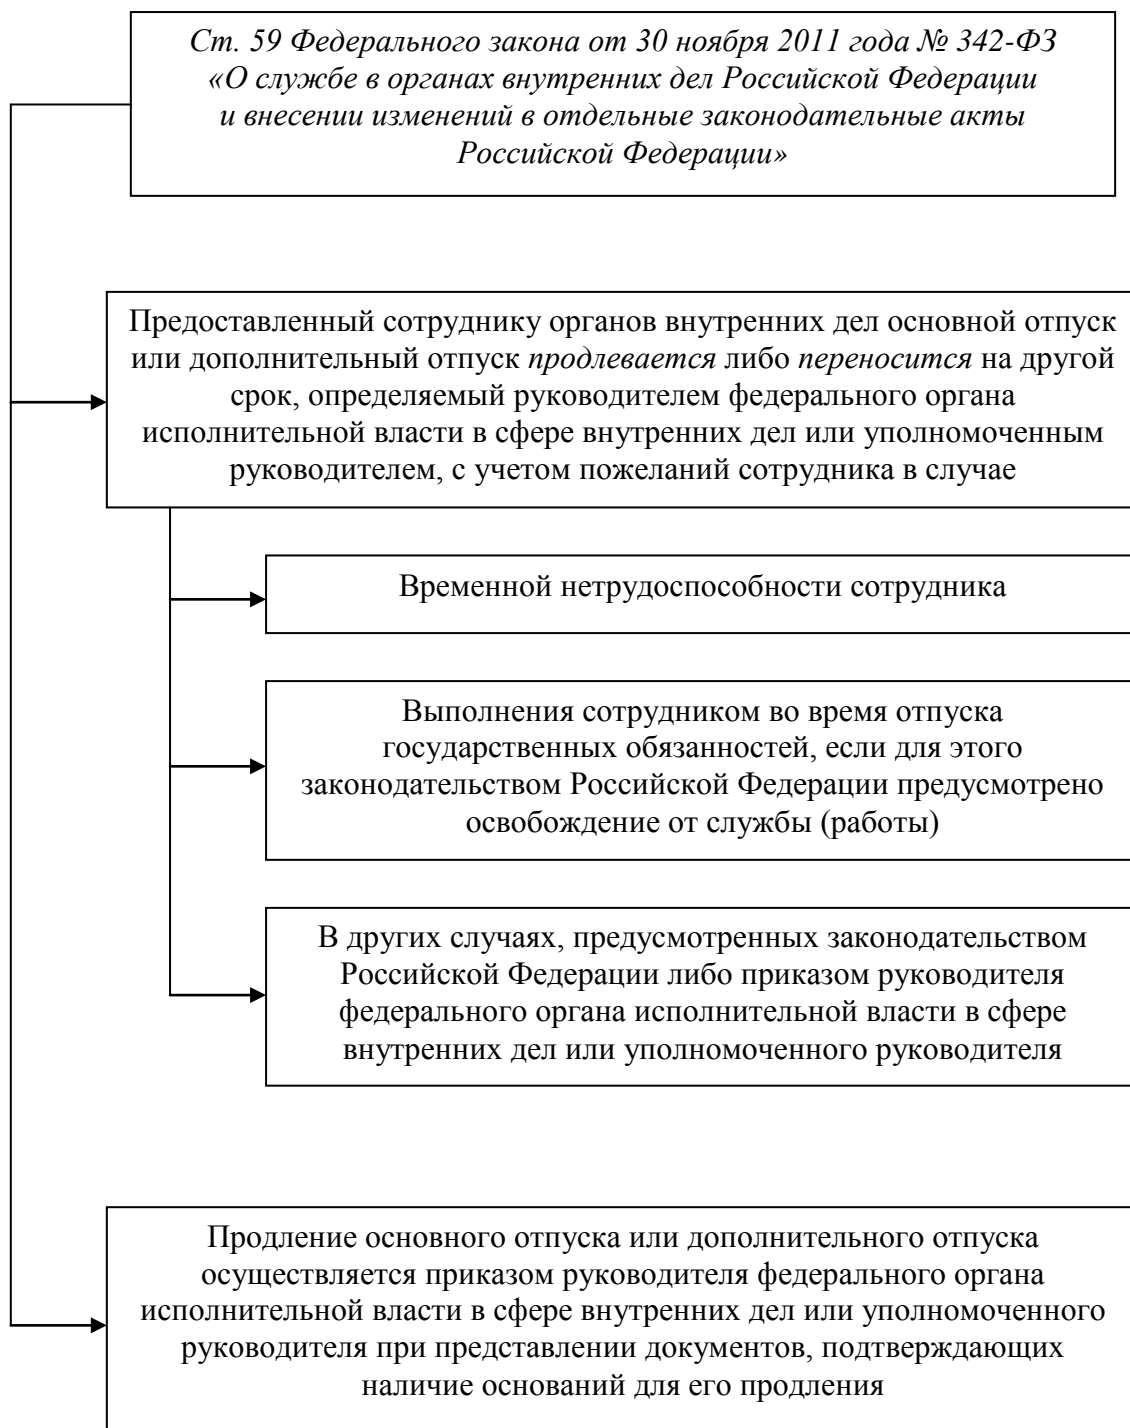 Ст. 59 Федерального закона от 30 ноября 2011 года № 342-ФЗ
«О службе в органах внутренних дел Российской Федерации
и внесении изменений в отдельные законодательные акты
Российской Федерации»
Предоставленный сотруднику органов внутренних дел основной отпуск
или дополнительный отпуск продлевается либо переносится на другой
срок, определяемый руководителем федерального органа
исполнительной власти в сфере внутренних дел или уполномоченным
руководителем, с учетом пожеланий сотрудника в случае
Временной нетрудоспособности сотрудника
Выполнения сотрудником во время отпуска
государственных обязанностей, если для этого
законодательством Российской Федерации предусмотрено
освобождение от службы (работы)
В других случаях, предусмотренных законодательством
Российской Федерации либо приказом руководителя
федерального органа исполнительной власти в сфере
внутренних дел или уполномоченного руководителя
Продление основного отпуска или дополнительного отпуска
осуществляется приказом руководителя федерального органа
исполнительной власти в сфере внутренних дел или уполномоченного
руководителя при представлении документов, подтверждающих
наличие оснований для его продления